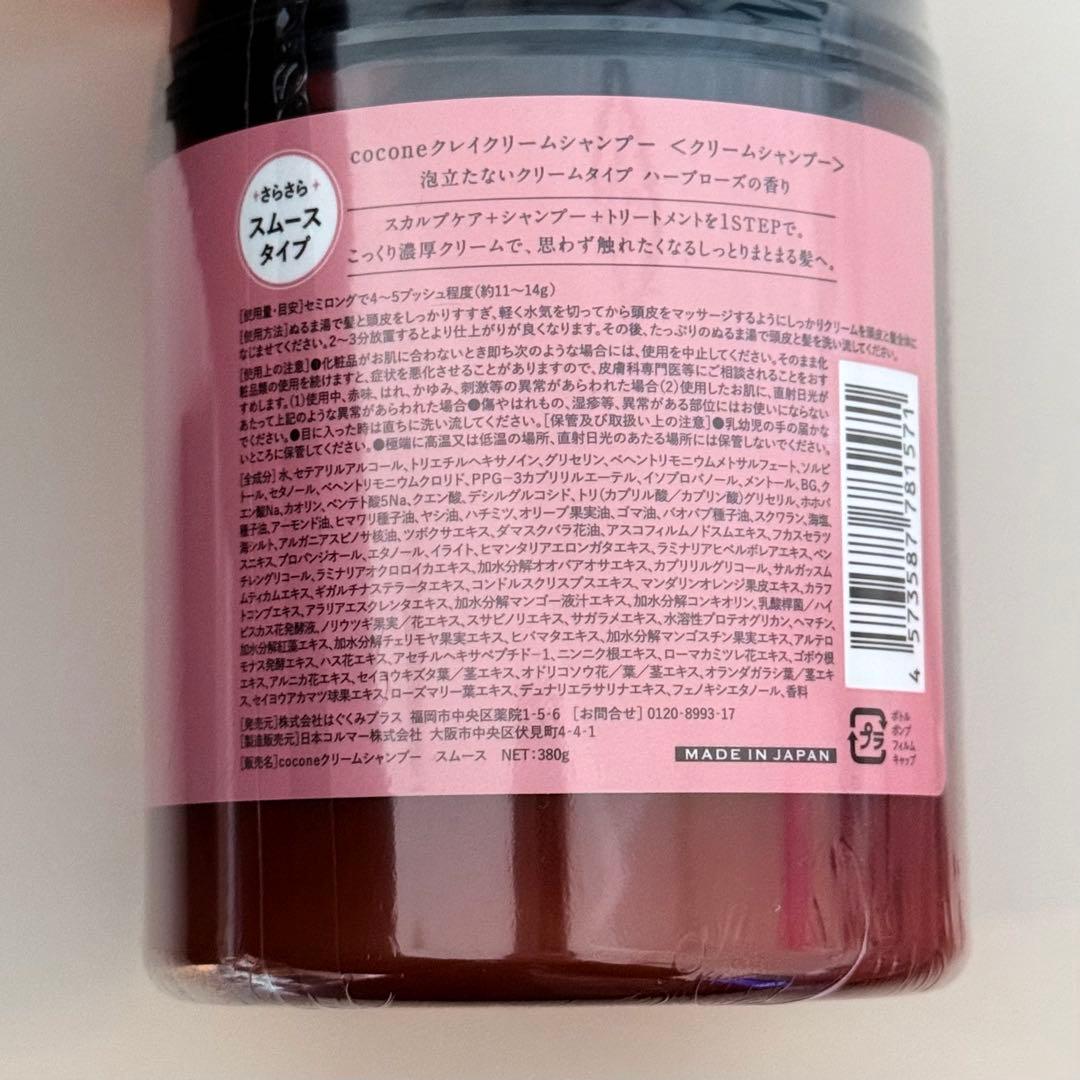 coconeクレイクリームシャンプー ＜クリームシャンプー＞
泡立たないクリームタイプ ハーブローズの香り
さらさら
スムース
タイプ
スカルプケア＋シャンプー＋トリートメントを1STEPで。
こっくり濃厚クリームで、思わず触れたくなるしっとりまとまる髪へ。
[使用量・目安]セミロングで4〜5プッシュ程度(約11〜14g)
[使用方法]ぬるま湯で髪と頭皮をしっかりすすぎ、軽く水気を切ってから頭皮をマッサージするようにしっかりクリームを頭皮と髪全体に
なじませてください。2〜3分放置するとより仕上がりが良くなります。その後、たっぷりのぬるま湯で頭皮と髪を洗い流してください。
[使用上の注意]●化粧品がお肌に合わないとき即ち次のような場合には、使用を中止してください。そのまま化
粧品類の使用を続けますと、症状を悪化させることがありますので、皮膚科専門医等にご相談されることをおす
すめします。(1)使用中、赤味、はれ、かゆみ、刺激等の異常があらわれた場合(2)使用したお肌に、直射日光が
あたって上記のような異常があらわれた場合●傷やはれもの、湿疹等、異常がある部位にはお使いにならない
でください。●目に入った時は直ちに洗い流してください。[保管及び取扱い上の注意]●乳幼児の手の届かな
いところに保管してください。●極端に高温又は低温の場所、直射日光のあたる場所には保管しないでください。
[全成分]水、セテアリルアルコール、トリエチルヘキサノイン、グリセリン、ベヘントリモニウムメトサルフェート、ソルビ
トール、セタノール、ベヘントリモニウムクロリド、PPG-3カプリリルエーテル、イソプロパノール、メントール、BG、ク
エン酸Na、カオリン、ペンテト酸5Na、クエン酸、デシルグルコシド、トリ(カプリル酸／カプリン酸)グリセリル、ホホバ
種子油、アーモンド油、ヒマワリ種子油、ヤシ油、ハチミツ、オリーブ果実油、ゴマ油、バオバブ種子油、スクワラン、海塩、
海シルト、アルガニアスピノサ核油、ツボクサエキス、ダマスクバラ花油、アスコフィルムノドスムエキス、フカスセラツ
スニキス、プロパンジオール、エタノール、イライト、ヒマンタリアエロンガタエキス、ラミナリアヒペルボレアエキス、ペン
チレングリコール、ラミナリアオクロロイカエキス、加水分解オオバアオサエキス、カプリリルグリコール、サルガッスム
ムティカムエキス、ギガルチナステラータエキス、コンドルスクリスプスエキス、マンダリンオレンジ果皮エキス、カラフ
トコンブエキス、アラリアエスクレンタエキス、加水分解マンゴー液汁エキス、加水分解コンキオリン、乳酸桿菌／ハイ
ビスカス花発酵液、ノリウツギ果実／花エキス、スサビノリエキス、サガラメエキス、水溶性プロテオグリカン、ヘマチン、
加水分解紅藻エキス、加水分解チェリモヤ果実エキス、ヒバマタエキス、加水分解マンゴスチン果実エキス、アルテロ
モナス発酵エキス、ハス花エキス、アセチルヘキサペプチド-1、ニンニク根エキス、ローマカミツレ花エキス、ゴボウ根
エキス、アルニカ花エキス、セイヨウキズタ葉／茎エキス、オドリコソウ花／葉／茎エキス、オランダガラシ葉／茎エキ
ス、セイヨウアカマツ球果エキス、ローズマリー葉エキス、デュナリエラサリナエキス、フェノキシエタノール、香料
[発売元]株式会社はぐくみプラス 福岡市中央区薬院1-5-6 [お問合せ]0120-8993-17
[製造販売元]日本コルマー株式会社 大阪市中央区伏見町4-4-1
[販売名]coconeクリームシャンプー スムース NET:380g
MADE IN JAPAN
4 573587 781571
プラ
ボトル
ポンプ
フィルム
キャップ